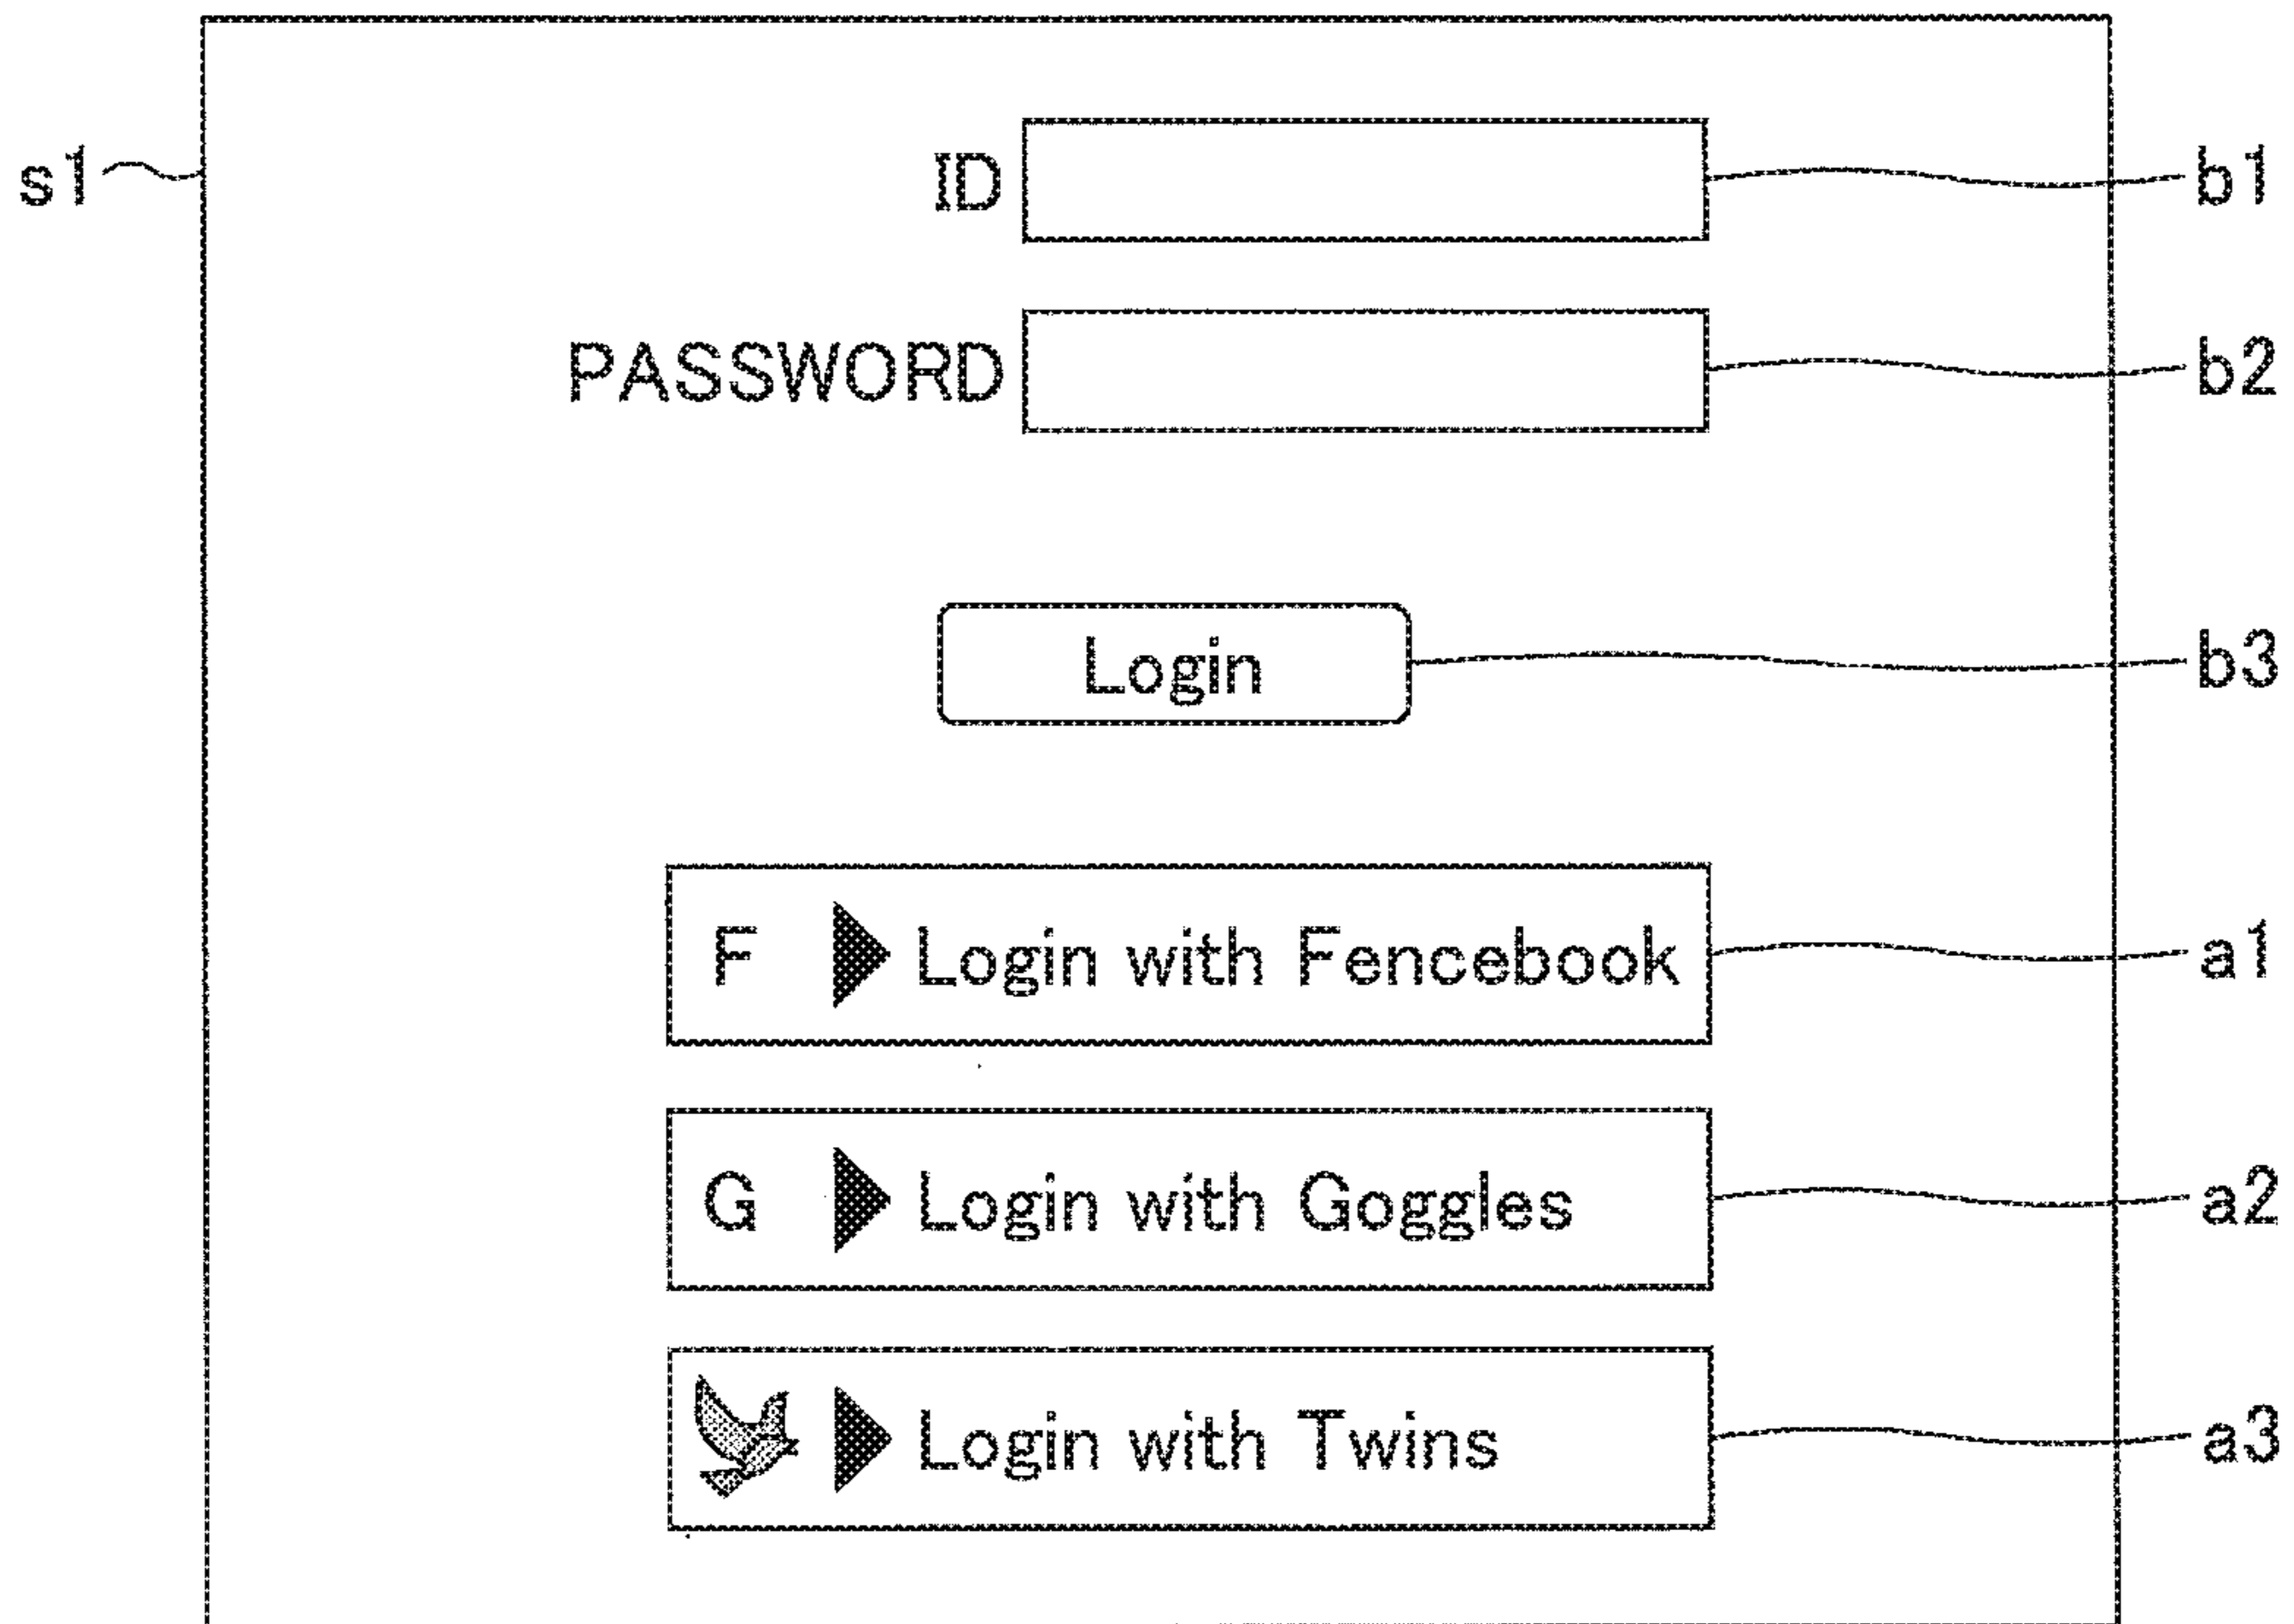 s1
ID
b1
PASSWORD
b2
Login
b3
F Login with Fencebook
a1
G Login with Goggles
a2
Login with Twins
a3